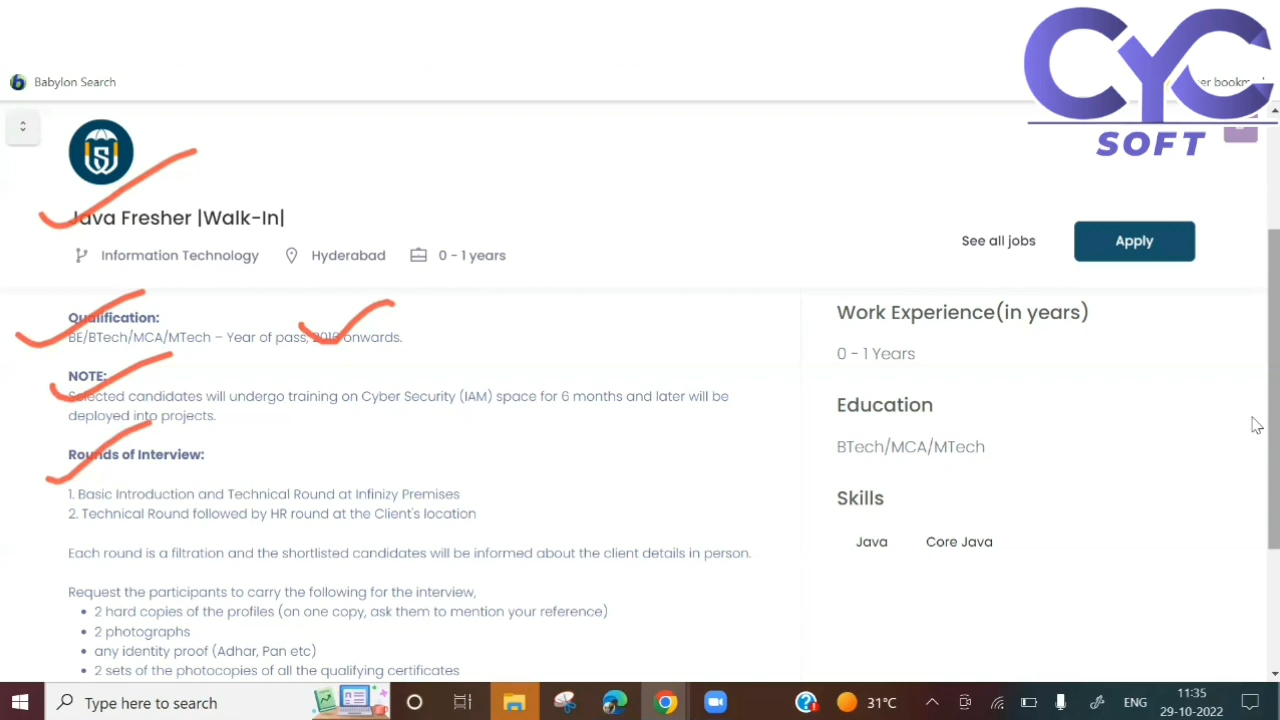 CYC
SOFT
Babylon Search
er bookm
Java Fresher |Walk-In|
Information Technology
Hyderabad
0 - 1 years
See all jobs
Apply
Qualification:
BE/BTech/MCA/MTech – Year of pass, 2016 onwards.
NOTE:
Selected candidates will undergo training on Cyber Security (IAM) space for 6 months and later will be
deployed into projects.
Rounds of Interview:
1. Basic Introduction and Technical Round at Infinizy Premises
2. Technical Round followed by HR round at the Client's location
Each round is a filtration and the shortlisted candidates will be informed about the client details in person.
Request the participants to carry the following for the interview,
2 hard copies of the profiles (on one copy, ask them to mention your reference)
2 photographs
any identity proof (Adhar, Pan etc)
2 sets of the photocopies of all the qualifying certificates
Work Experience(in years)
0 - 1 Years
Education
BTech/MCA/MTech
Skills
Java
Core Java
Type here to search
31°C
ENG
11:35
29-10-2022